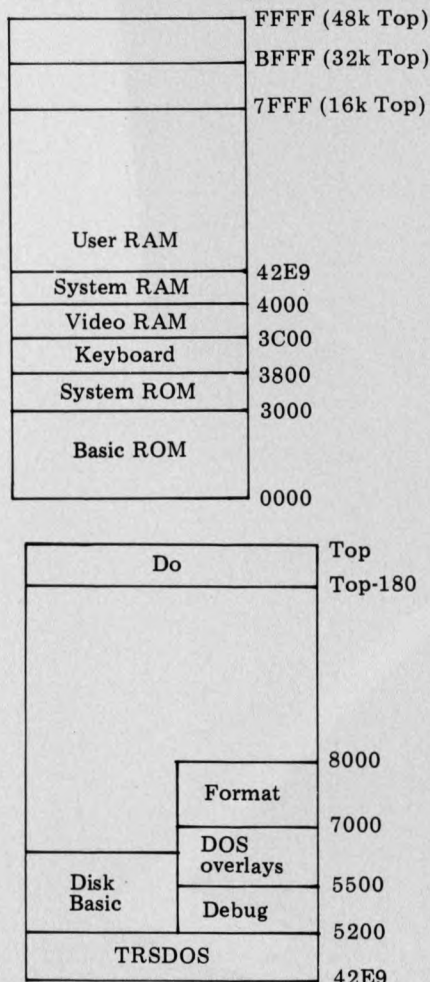 FFFF (48k Top)
BFFF (32k Top)
7FFF (16k Top)
User RAM
42E9
System RAM
4000
Video RAM
3C00
Keyboard
3800
System ROM
3000
Basic ROM
0000
Top
Do
Top-180
8000
Format
7000
DOS
overlays
5500
Disk
Basic
Debug
5200
TRSDOS
42E9